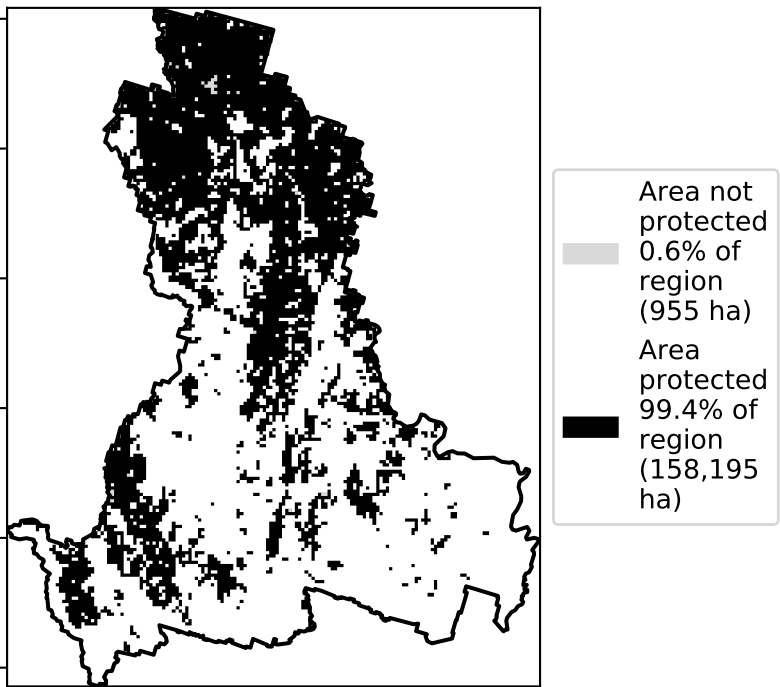 Area not
protected
0.6% of
region
(955 ha)
Area
protected
99.4% of
region
(158,195
ha)